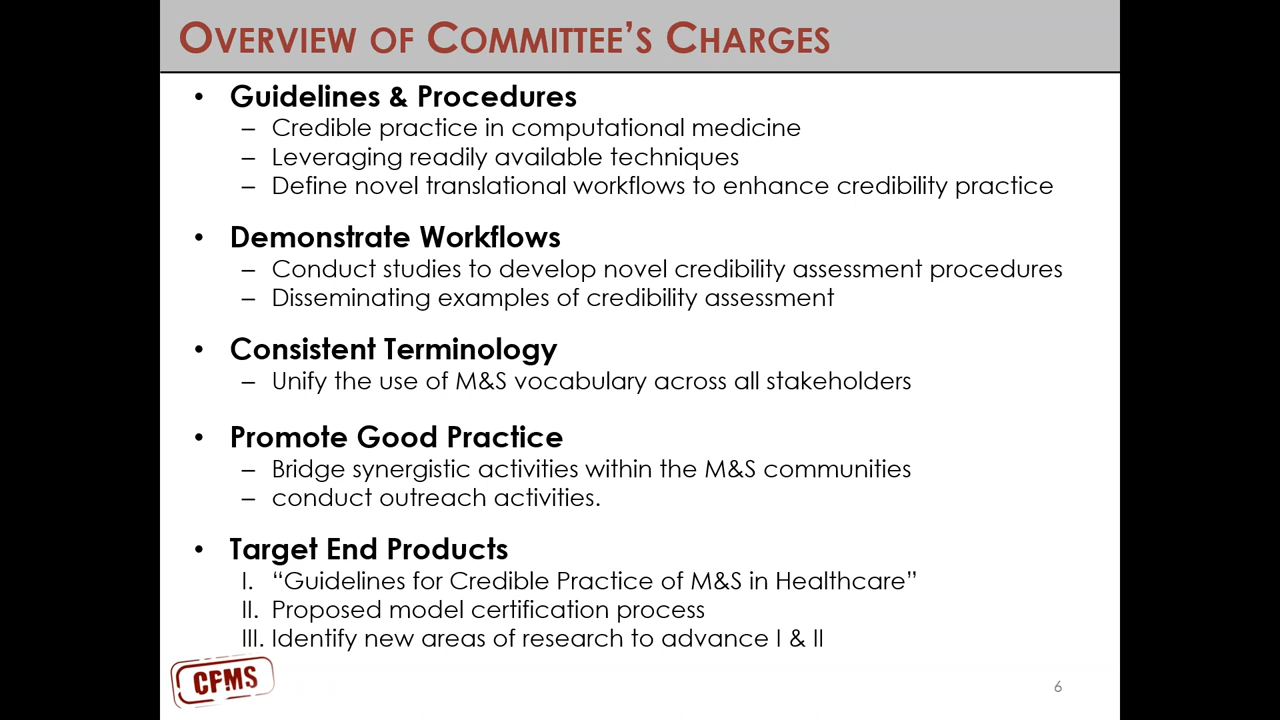 OVERVIEW OF COMMITTEE’S CHARGES
• Guidelines & Procedures
– Credible practice in computational medicine
– Leveraging readily available techniques
– Define novel translational workflows to enhance credibility practice
• Demonstrate Workflows
– Conduct studies to develop novel credibility assessment procedures
– Disseminating examples of credibility assessment
• Consistent Terminology
– Unify the use of M&S vocabulary across all stakeholders
• Promote Good Practice
– Bridge synergistic activities within the M&S communities
– conduct outreach activities.
• Target End Products
I. “Guidelines for Credible Practice of M&S in Healthcare”
II. Proposed model certification process
III. Identify new areas of research to advance I & II
CPMS
6